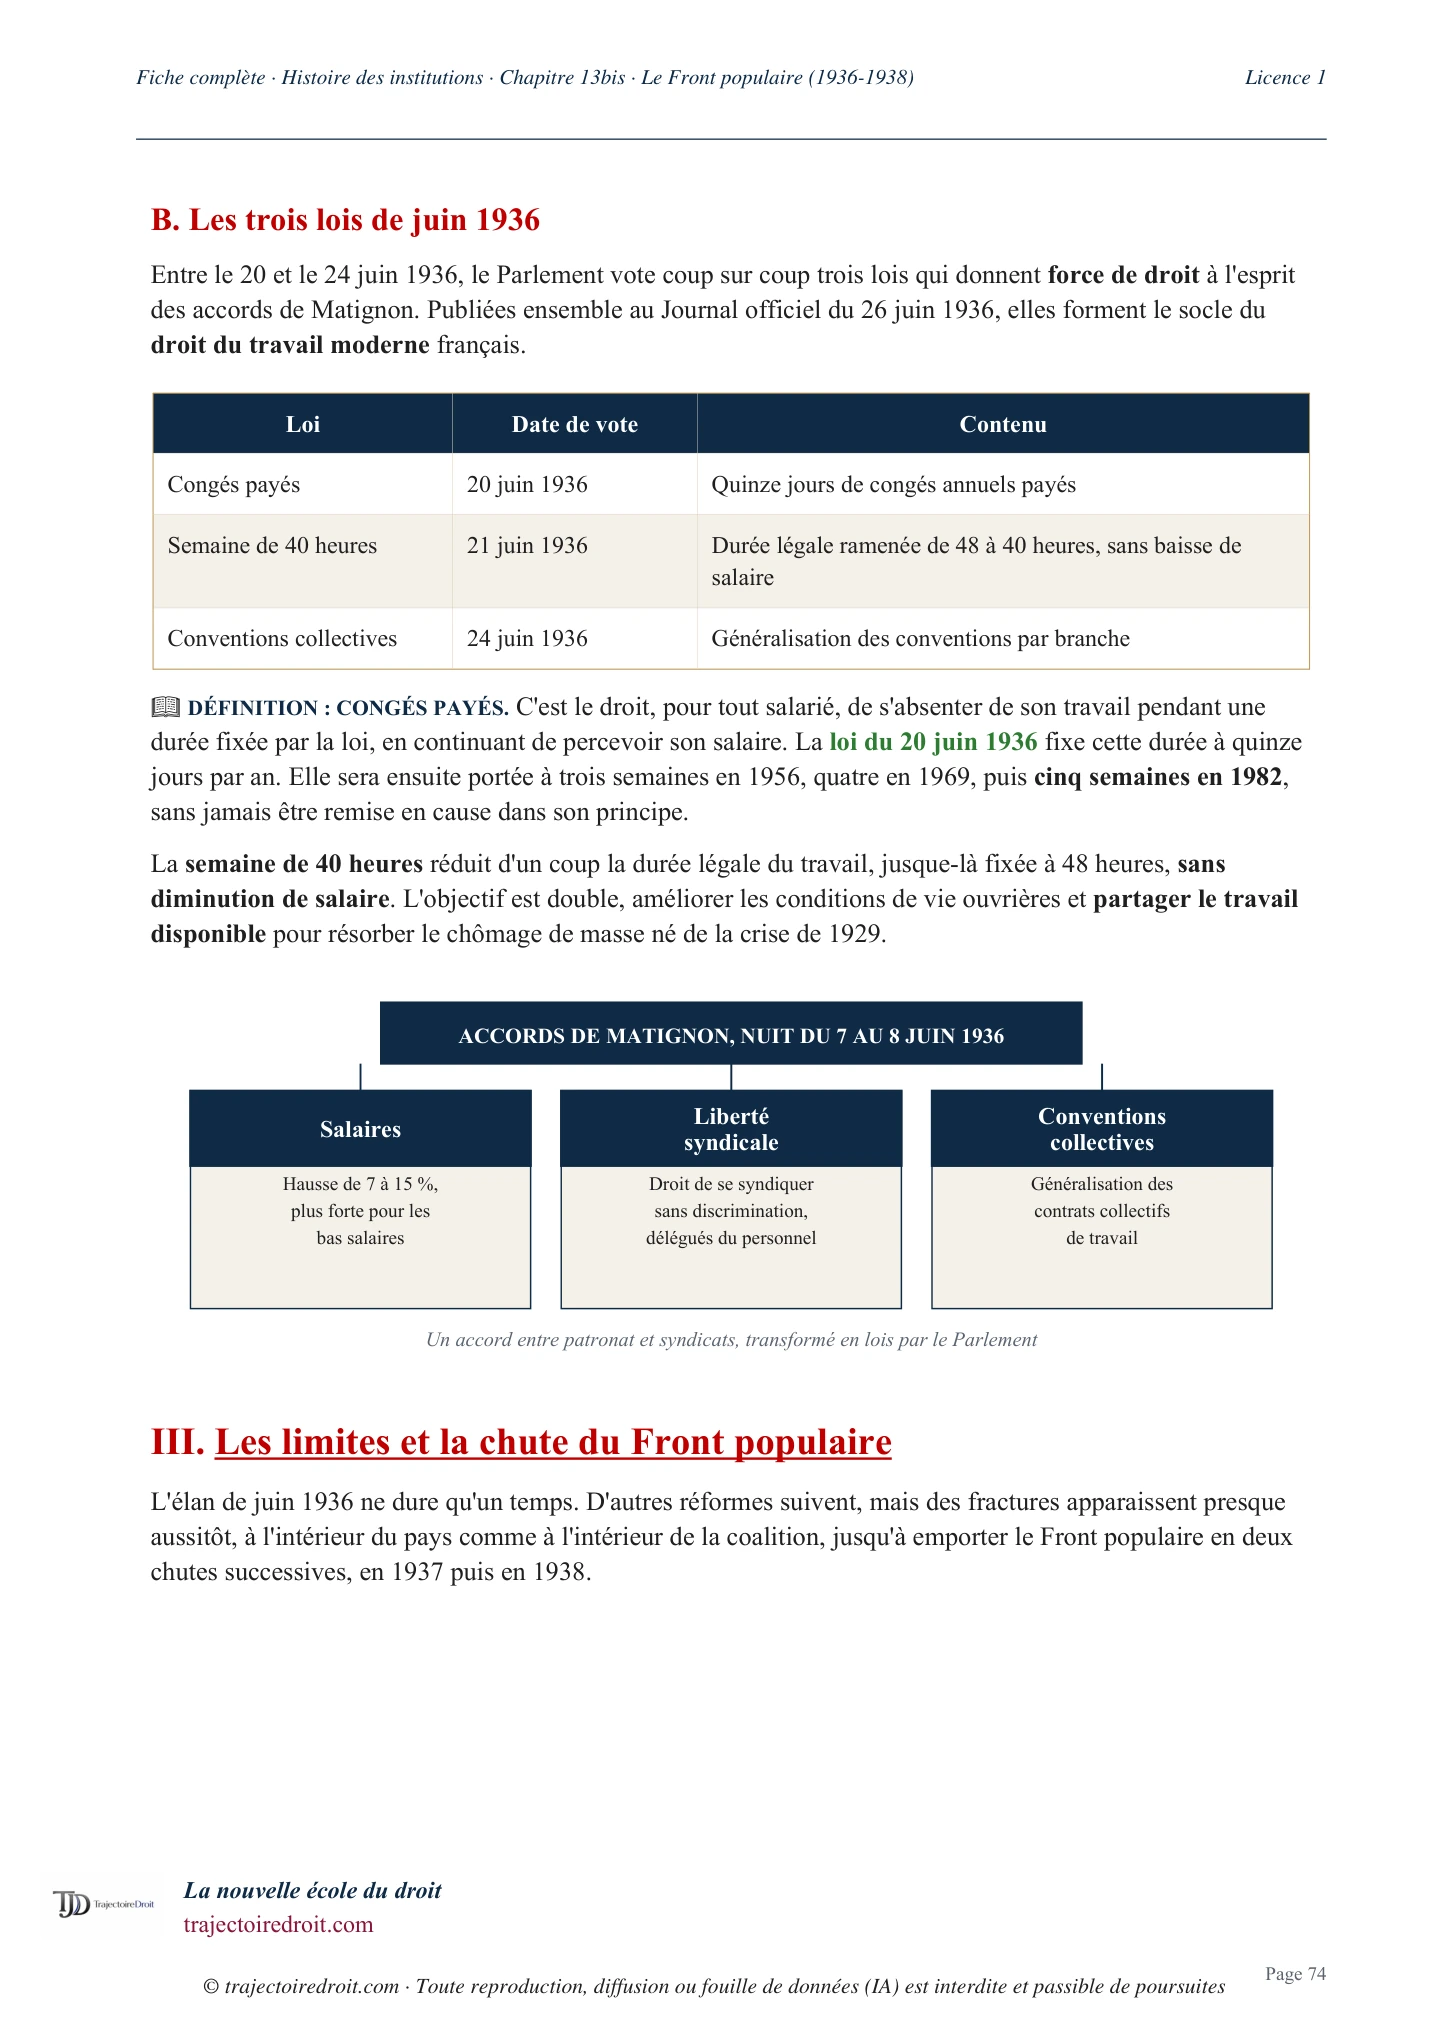 Fiche complète · Histoire des institutions · Chapitre 13bis · Le Front populaire (1936-1938)
Licence 1
B. Les trois lois de juin 1936
Entre le 20 et le 24 juin 1936, le Parlement vote coup sur coup trois lois qui donnent force de droit à l'esprit
des accords de Matignon. Publiées ensemble au Journal officiel du 26 juin 1936, elles forment le socle du
droit du travail moderne français.
Loi
Date de vote
Contenu
Congés payés
20 juin 1936
Quinze jours de congés annuels payés
Semaine de 40 heures
21 juin 1936
Durée légale ramenée de 48 à 40 heures, sans baisse de
salaire
Conventions collectives
24 juin 1936
Généralisation des conventions par branche
DÉFINITION : CONGÉS PAYÉS. C'est le droit, pour tout salarié, de s'absenter de son travail pendant une
durée fixée par la loi, en continuant de percevoir son salaire. La loi du 20 juin 1936 fixe cette durée à quinze
jours par an. Elle sera ensuite portée à trois semaines en 1956, quatre en 1969, puis cinq semaines en 1982,
sans jamais être remise en cause dans son principe.
La semaine de 40 heures réduit d'un coup la durée légale du travail, jusque-là fixée à 48 heures, sans
diminution de salaire. L'objectif est double, améliorer les conditions de vie ouvrières et partager le travail
disponible pour résorber le chômage de masse né de la crise de 1929.
ACCORDS DE MATIGNON, NUIT DU 7 AU 8 JUIN 1936
Salaires
Hausse de 7 à 15 %,
plus forte pour les
bas salaires
Liberté
syndicale
Droit de se syndiquer
sans discrimination,
délégués du personnel
Conventions
collectives
Généralisation des
contrats collectifs
de travail
Un accord entre patronat et syndicats, transformé en lois par le Parlement
III. Les limites et la chute du Front populaire
L'élan de juin 1936 ne dure qu'un temps. D'autres réformes suivent, mais des fractures apparaissent presque
aussitôt, à l'intérieur du pays comme à l'intérieur de la coalition, jusqu'à emporter le Front populaire en deux
chutes successives, en 1937 puis en 1938.
TJD TrajectoireDroit
La nouvelle école du droit
trajectoiredroit.com
© trajectoiredroit.com · Toute reproduction, diffusion ou fouille de données (IA) est interdite et passible de poursuites
Page 74